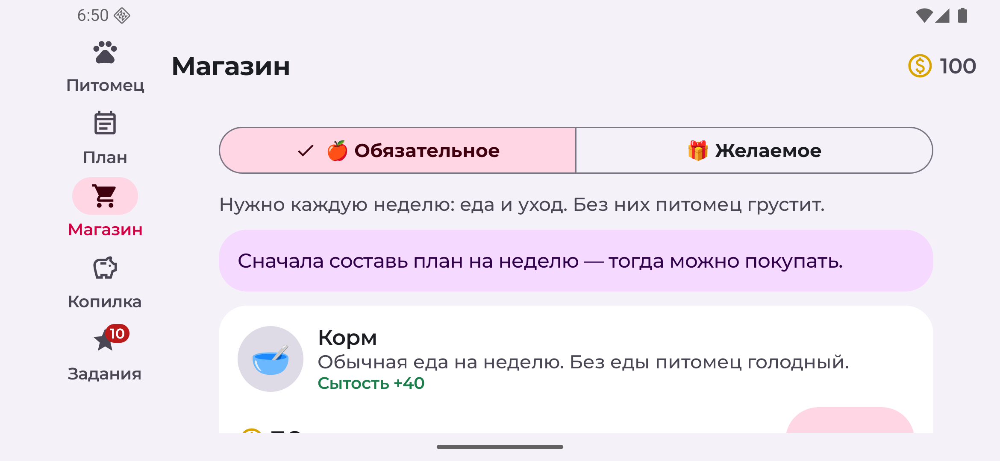 6:50
Питомец
План
Магазин
Копилка
10
Задания
Магазин
100
Обязательное
Желаемое
Нужно каждую неделю: еда и уход. Без них питомец грустит.
Сначала составь план на неделю — тогда можно покупать.
Корм
Обычная еда на неделю. Без еды питомец голодный.
Сытость +40